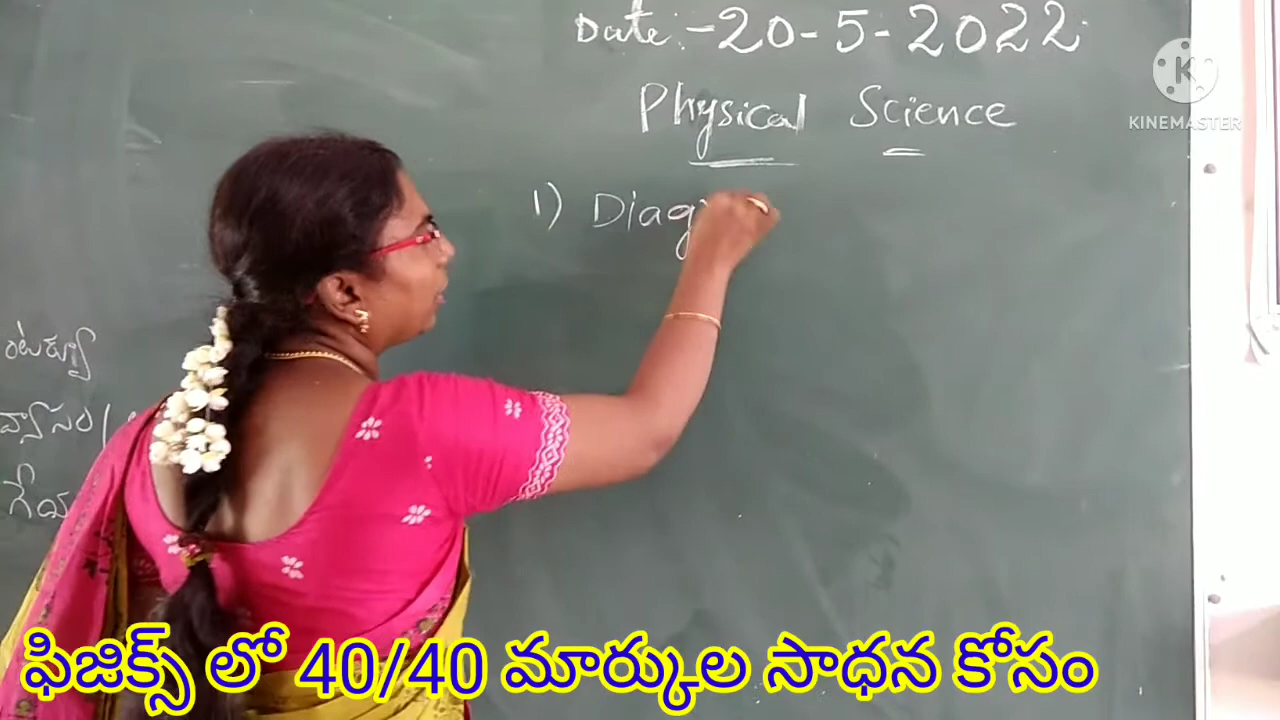 Date:-20-5-2022
Physical Science
1) Diag
KINEMASTER
గేయ
ఫిజిక్స్ లో 40/40 మార్కుల సాధన కోసం